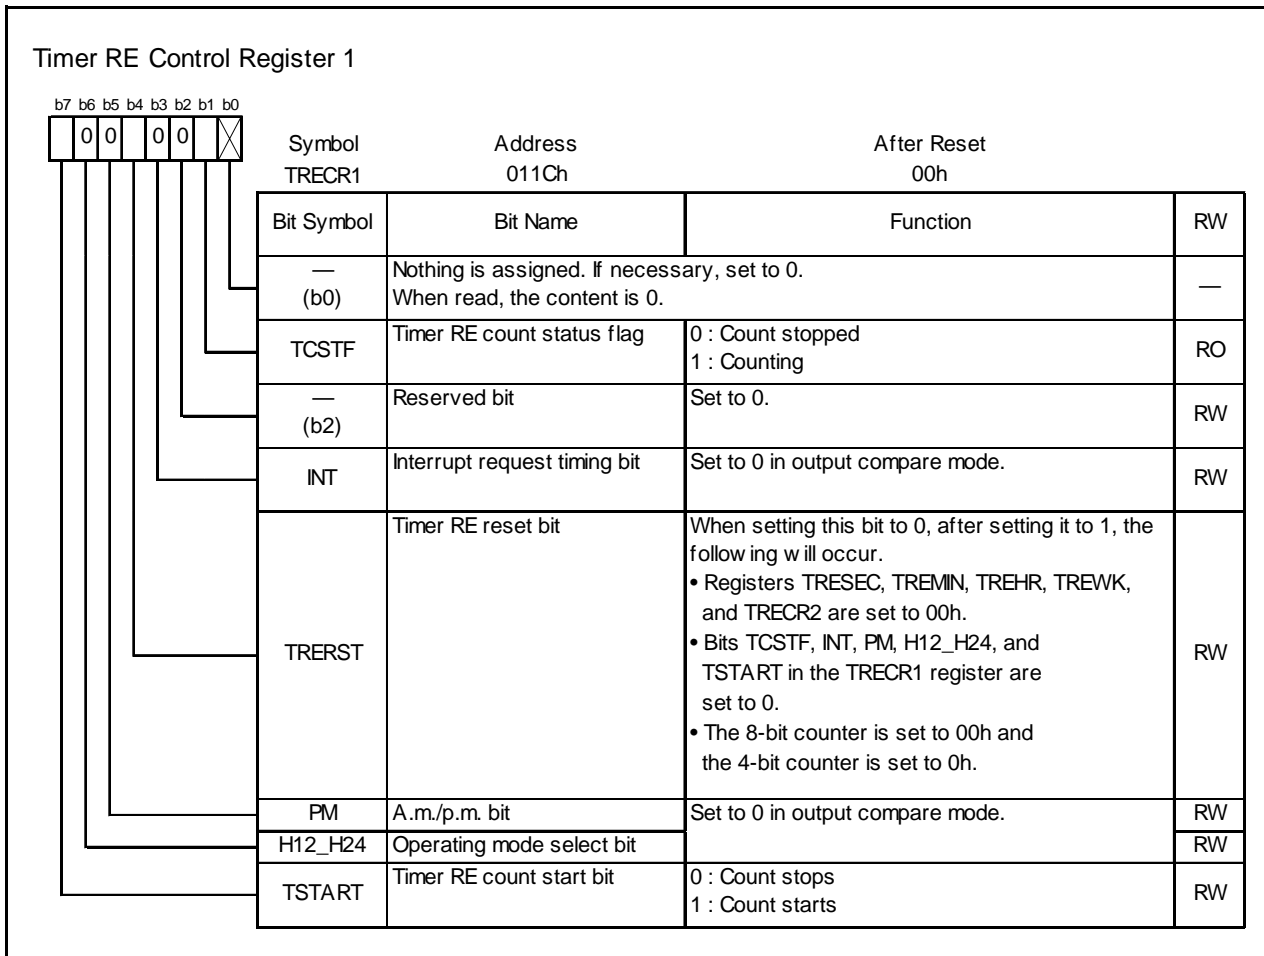 Timer RE Control Register 1
b7 b6 b5 b4 b3 b2 b1 b0
0 0 0 0
Symbol Address After Reset
TRECR1 011Ch 00h
Bit Symbol Bit Name Function RW
—
(b0)
Nothing is assigned. If necessary, set to 0.
When read, the content is 0.
—
TCSTF
Timer RE count status flag
0 : Count stopped
1 : Counting
RO
—
(b2)
Reserved bit
Set to 0.
RW
INT
Interrupt request timing bit
Set to 0 in output compare mode.
RW
TRERST
Timer RE reset bit
When setting this bit to 0, after setting it to 1, the
following will occur.
• Registers TRESEC, TREMIN, TREHR, TREWK,
and TRECR2 are set to 00h.
• Bits TCSTF, INT, PM, H12_H24, and
TSTART in the TRECR1 register are
set to 0.
• The 8-bit counter is set to 00h and
the 4-bit counter is set to 0h.
RW
PM A.m./p.m. bit Set to 0 in output compare mode. RW
H12_H24 Operating mode select bit RW
TSTART
Timer RE count start bit
0 : Count stops
1 : Count starts
RW